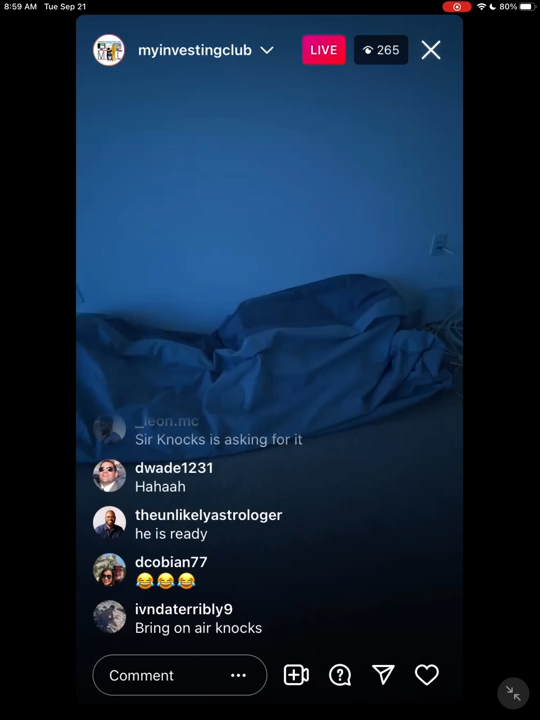 8:59 AM Tue Sep 21 80%
myinvestingclub LIVE 265
_leon.mc
Sir Knocks is asking for it
dwade1231
Hahaah
theunlikelyastrologer
he is ready
dcobian77
😂😂😂
ivndaterribly9
Bring on air knocks
Comment